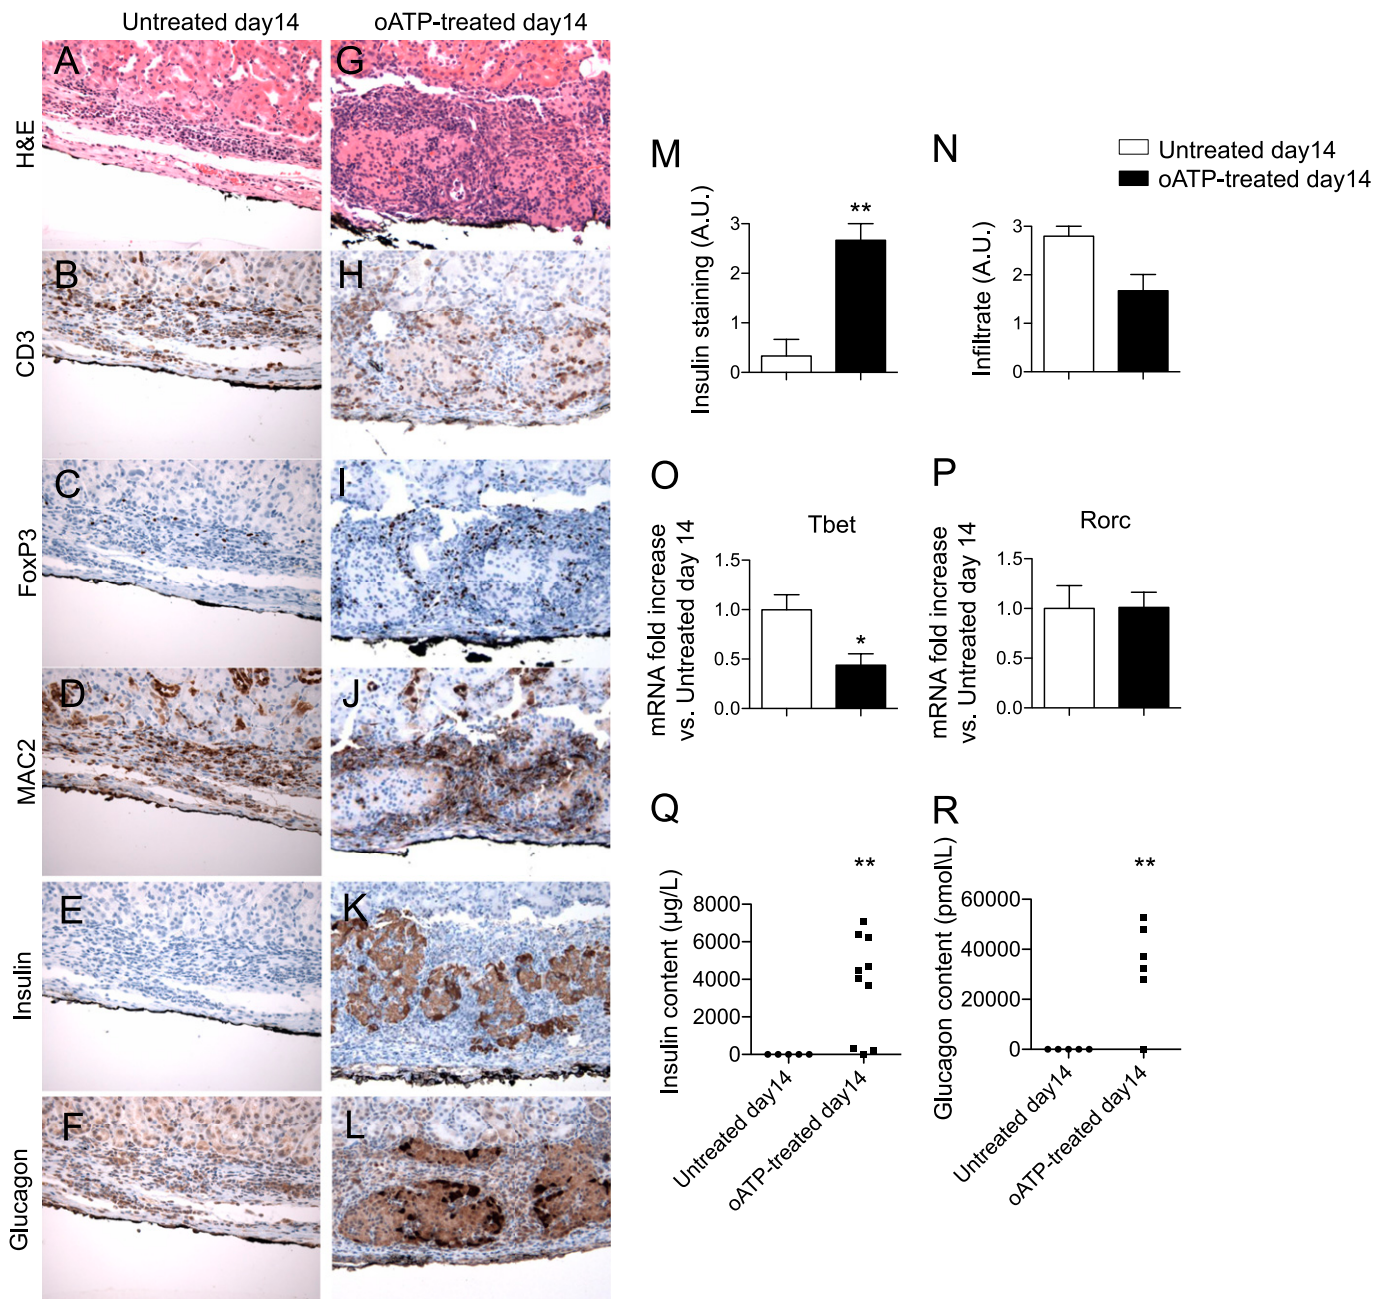 Untreated day14
oATP-treated day14
H&E
A
G
CD3
B
H
FoxP3
C
I
MAC2
D
J
Insulin
E
K
Glucagon
F
L
M
Insulin staining (A.U.)
3
2
1
0
**
N
Untreated day14
oATP-treated day14
Infiltrate (A.U.)
3
2
1
0
O
Tbet
mRNA fold increase
vs. Untreated day 14
1.5
1.0
0.5
0.0
*
P
Rorc
mRNA fold increase
vs. Untreated day 14
1.5
1.0
0.5
0.0
Q
Insulin content (µg/L)
8000
6000
4000
2000
0
**
Untreated day14
oATP-treated day14
R
Glucagon content (pmol\L)
60000
40000
20000
0
**
Untreated day14
oATP-treated day14